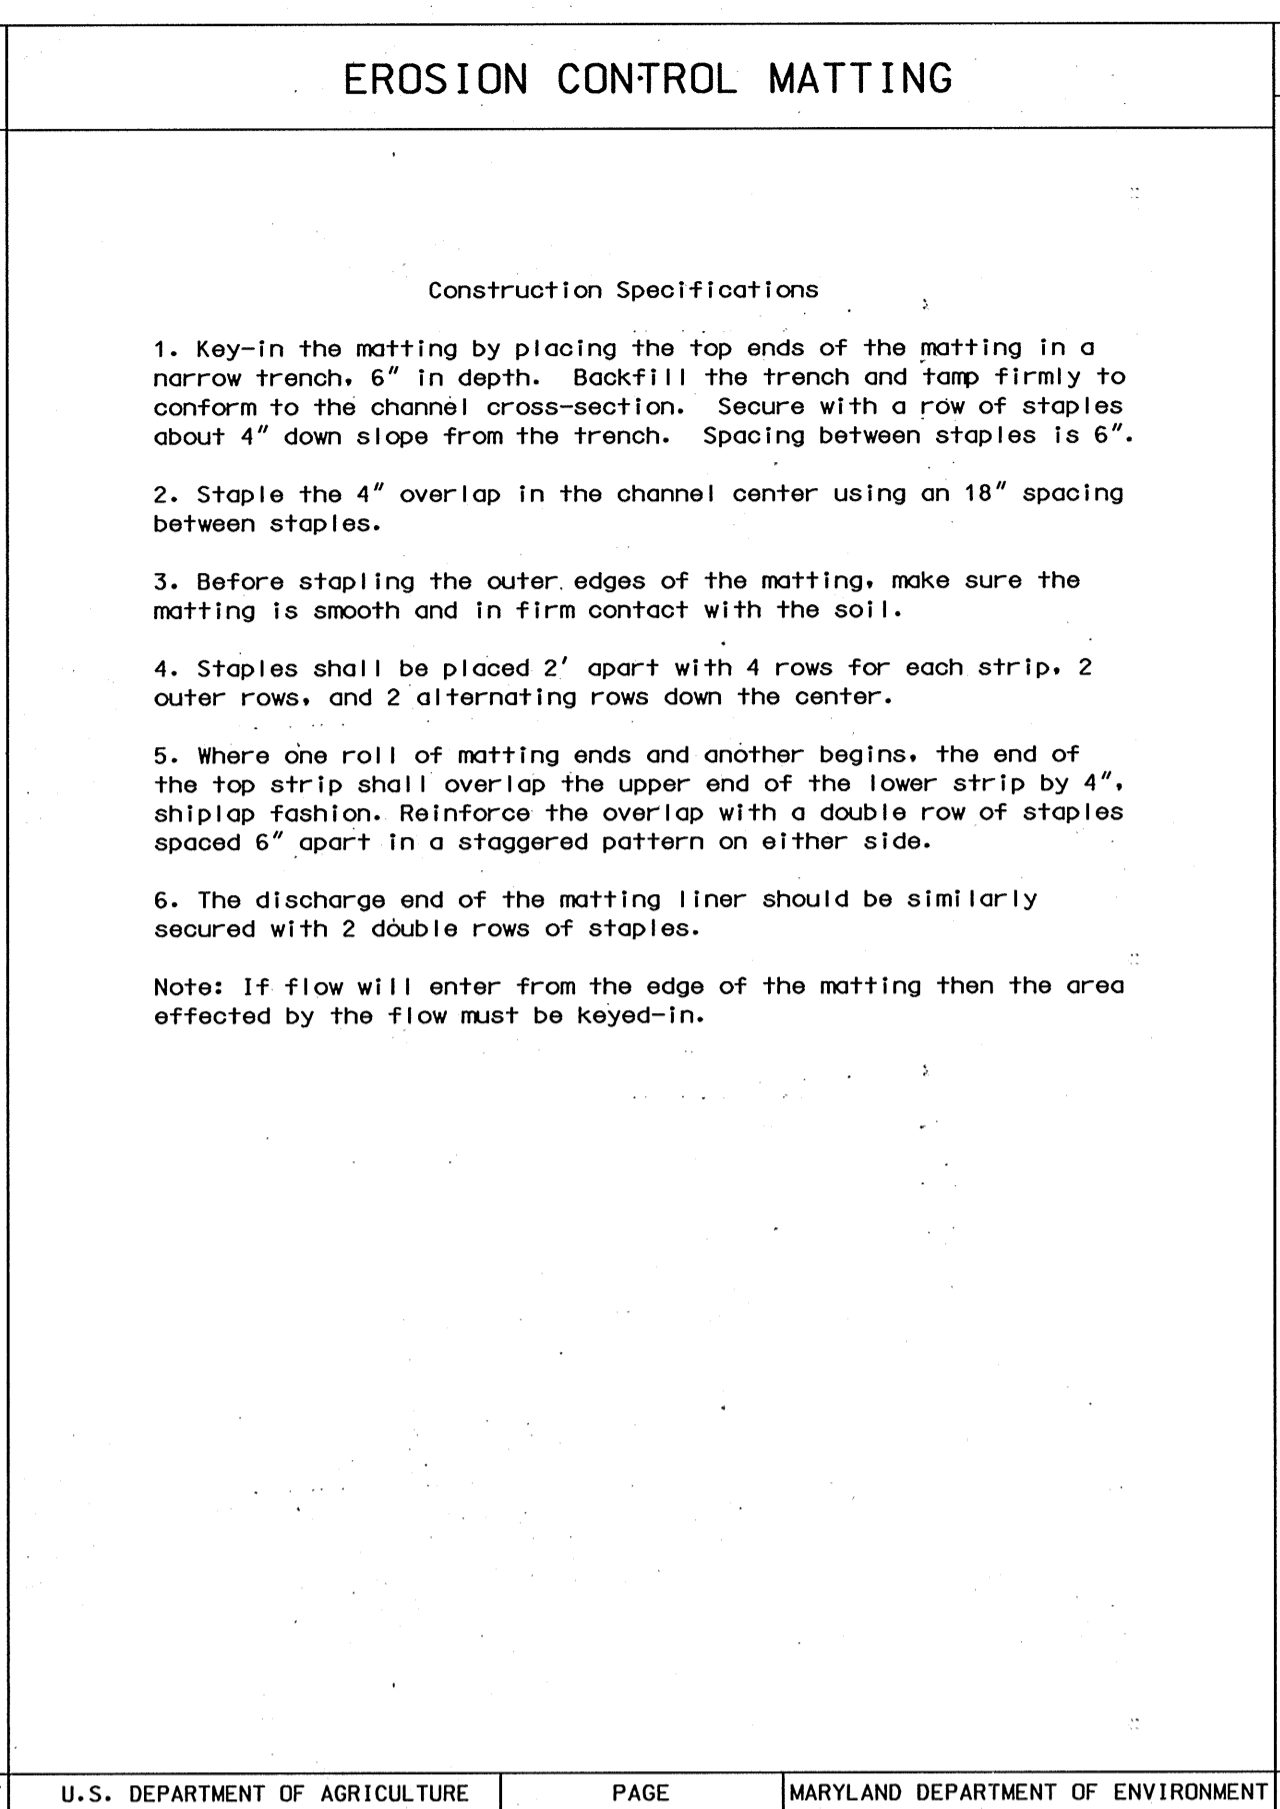 EROSION CONTROL MATTING
Construction Specifications
1. Key-in the matting by placing the top ends of the matting in a
narrow trench, 6" in depth. Backfill the trench and tamp firmly to
conform to the channel cross-section. Secure with a row of staples
about 4" down slope from the trench. Spacing between staples is 6".
2. Staple the 4" overlap in the channel center using an 18" spacing
between staples.
3. Before stapling the outer edges of the matting, make sure the
matting is smooth and in firm contact with the soil.
4. Staples shall be placed 2' apart with 4 rows for each strip, 2
outer rows, and 2 alternating rows down the center.
5. Where one roll of matting ends and another begins, the end of
the top strip shall overlap the upper end of the lower strip by 4",
shiplap fashion. Reinforce the overlap with a double row of staples
spaced 6" apart in a staggered pattern on either side.
6. The discharge end of the matting liner should be similarly
secured with 2 double rows of staples.
Note: If flow will enter from the edge of the matting then the area
effected by the flow must be keyed-in.
U.S. DEPARTMENT OF AGRICULTURE
PAGE
MARYLAND DEPARTMENT OF ENVIRONMENT